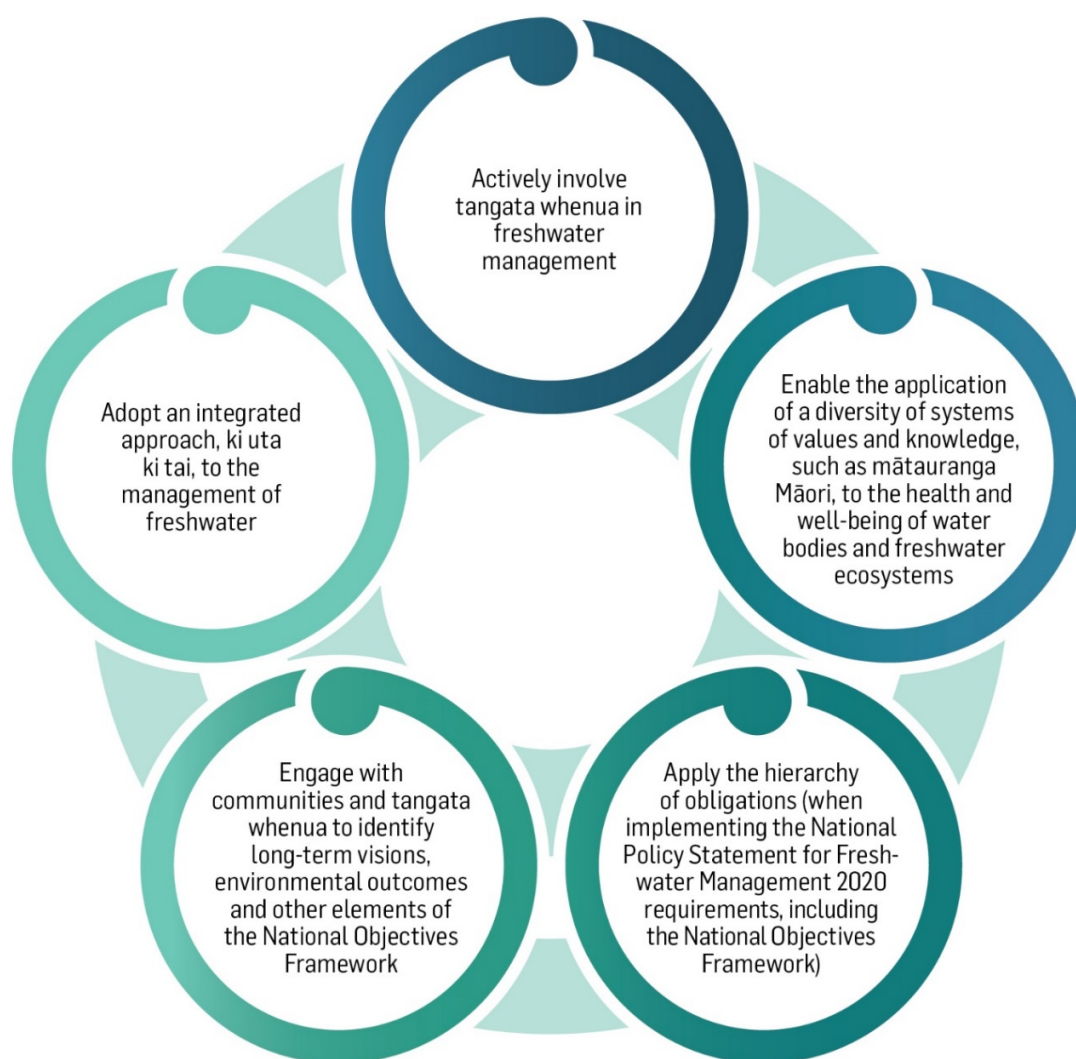 Actively involve
tangata whenua in
freshwater
management
Enable the application
of a diversity of systems
of values and knowledge,
such as mātauranga
Māori, to the health and
well-being of water
bodies and freshwater
ecosystems
Apply the hierarchy
of obligations (when
implementing the National
Policy Statement for Fresh-
water Management 2020
requirements, including
the National Objectives
Framework)
Engage with
communities and tangata
whenua to identify
long-term visions,
environmental outcomes
and other elements of
the National Objectives
Framework
Adopt an integrated
approach, ki uta
ki tai, to the
management of
freshwater